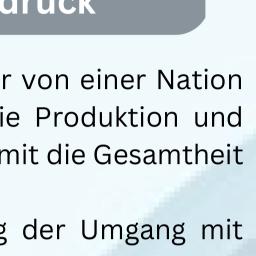 druck
r von einer Nation
ie Produktion und
mit die Gesamtheit
g der Umgang mit